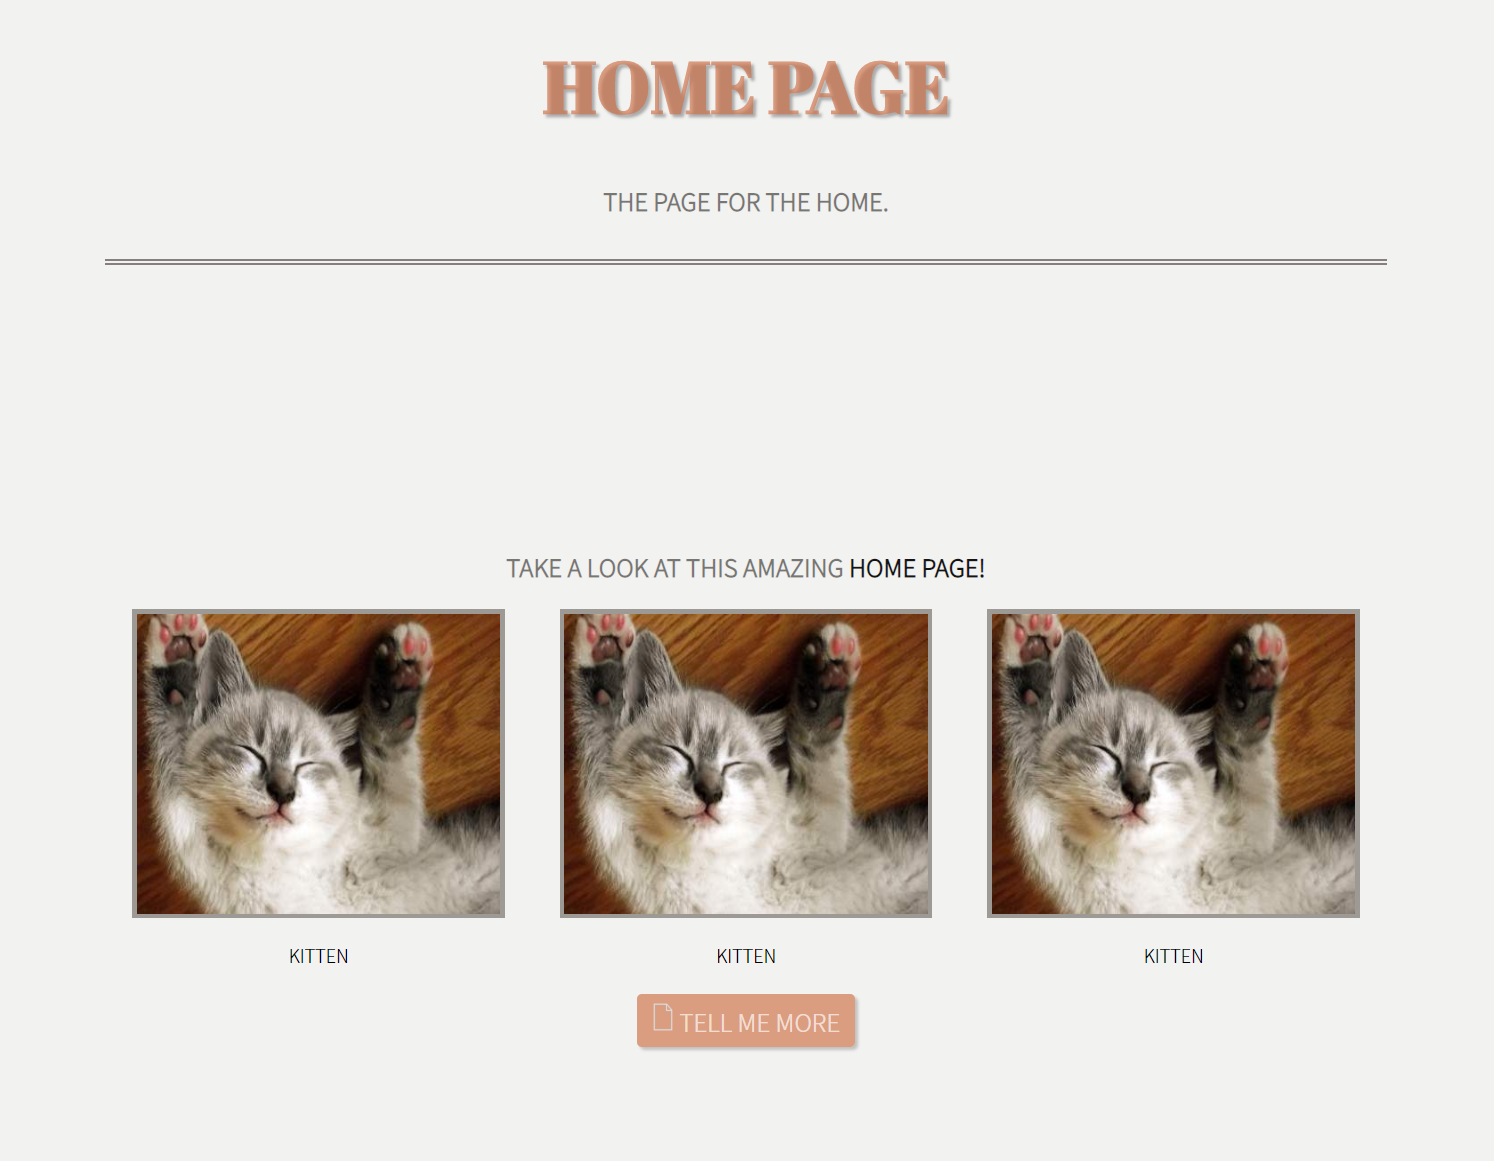 HOME PAGE
THE PAGE FOR THE HOME.
TAKE A LOOK AT THIS AMAZING HOME PAGE!
KITTEN
KITTEN
KITTEN
TELL ME MORE